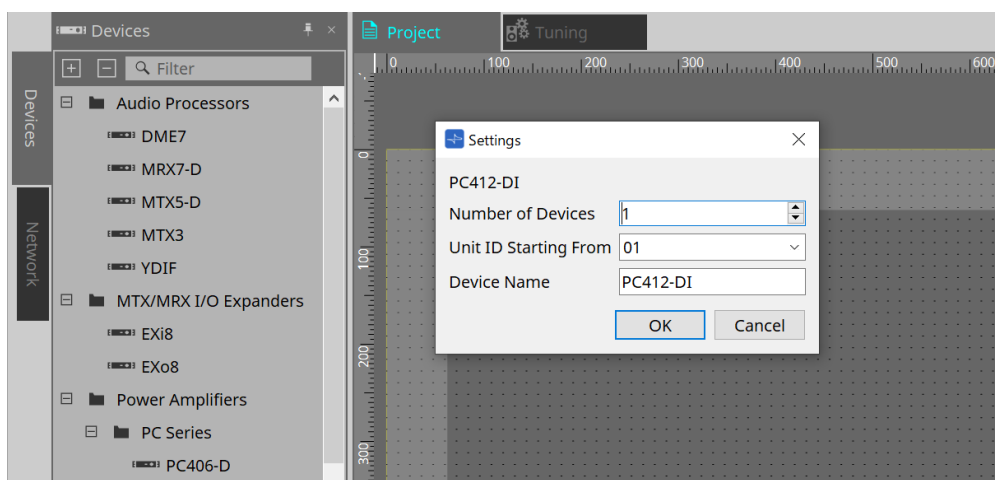 Devices
Project
Tuning
Filter
0 100 200 300 400 500 600
Devices
Network
Audio Processors
DME7
MRX7-D
MTX5-D
MTX3
YDIF
MTX/MRX I/O Expanders
EXi8
EXo8
Power Amplifiers
PC Series
PC406-D
0
100
200
300
Settings
PC412-DI
Number of Devices 1
Unit ID Starting From 01
Device Name PC412-DI
OK Cancel